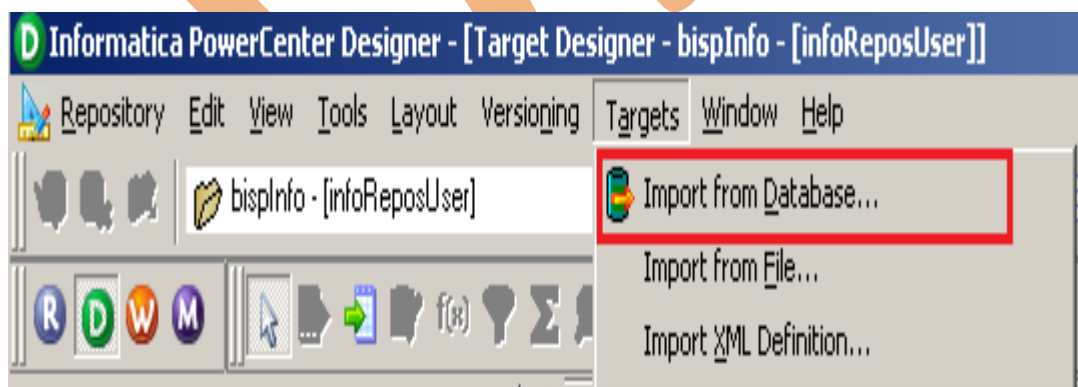 D Informatica PowerCenter Designer - [Target Designer - bispInfo - [infoReposUser]]
Repository Edit View Tools Layout Versioning Targets Window Help
bispInfo - [infoReposUser]
Import from Database...
Import from File...
R D W M f(x) Σ
Import XML Definition...